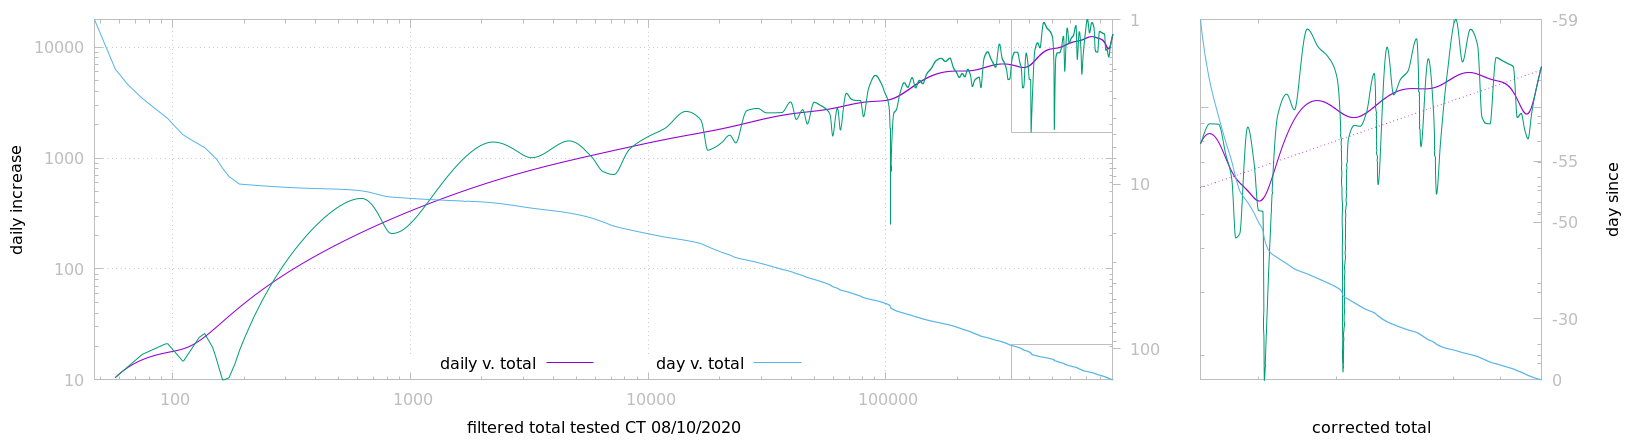 10000
1000
100
10
daily increase
100
1000
10000
100000
filtered total tested CT 08/10/2020
daily v. total
day v. total
1
10
100
-59
-55
-50
-30
0
day since
corrected total